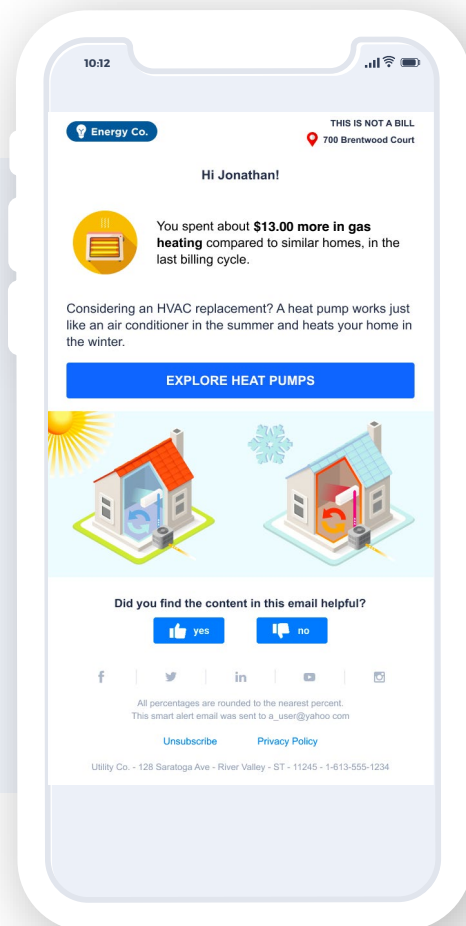 10:12
Energy Co.
THIS IS NOT A BILL
700 Brentwood Court
Hi Jonathan!
You spent about $13.00 more in gas
heating compared to similar homes, in the
last billing cycle.
Considering an HVAC replacement? A heat pump works just
like an air conditioner in the summer and heats your home in
the winter.
EXPLORE HEAT PUMPS
Did you find the content in this email helpful?
yes
no
All percentages are rounded to the nearest percent.
This smart alert email was sent to a_user@yahoo com
Unsubscribe Privacy Policy
Utility Co. - 128 Saratoga Ave - River Valley - ST - 11245 - 1-613-555-1234